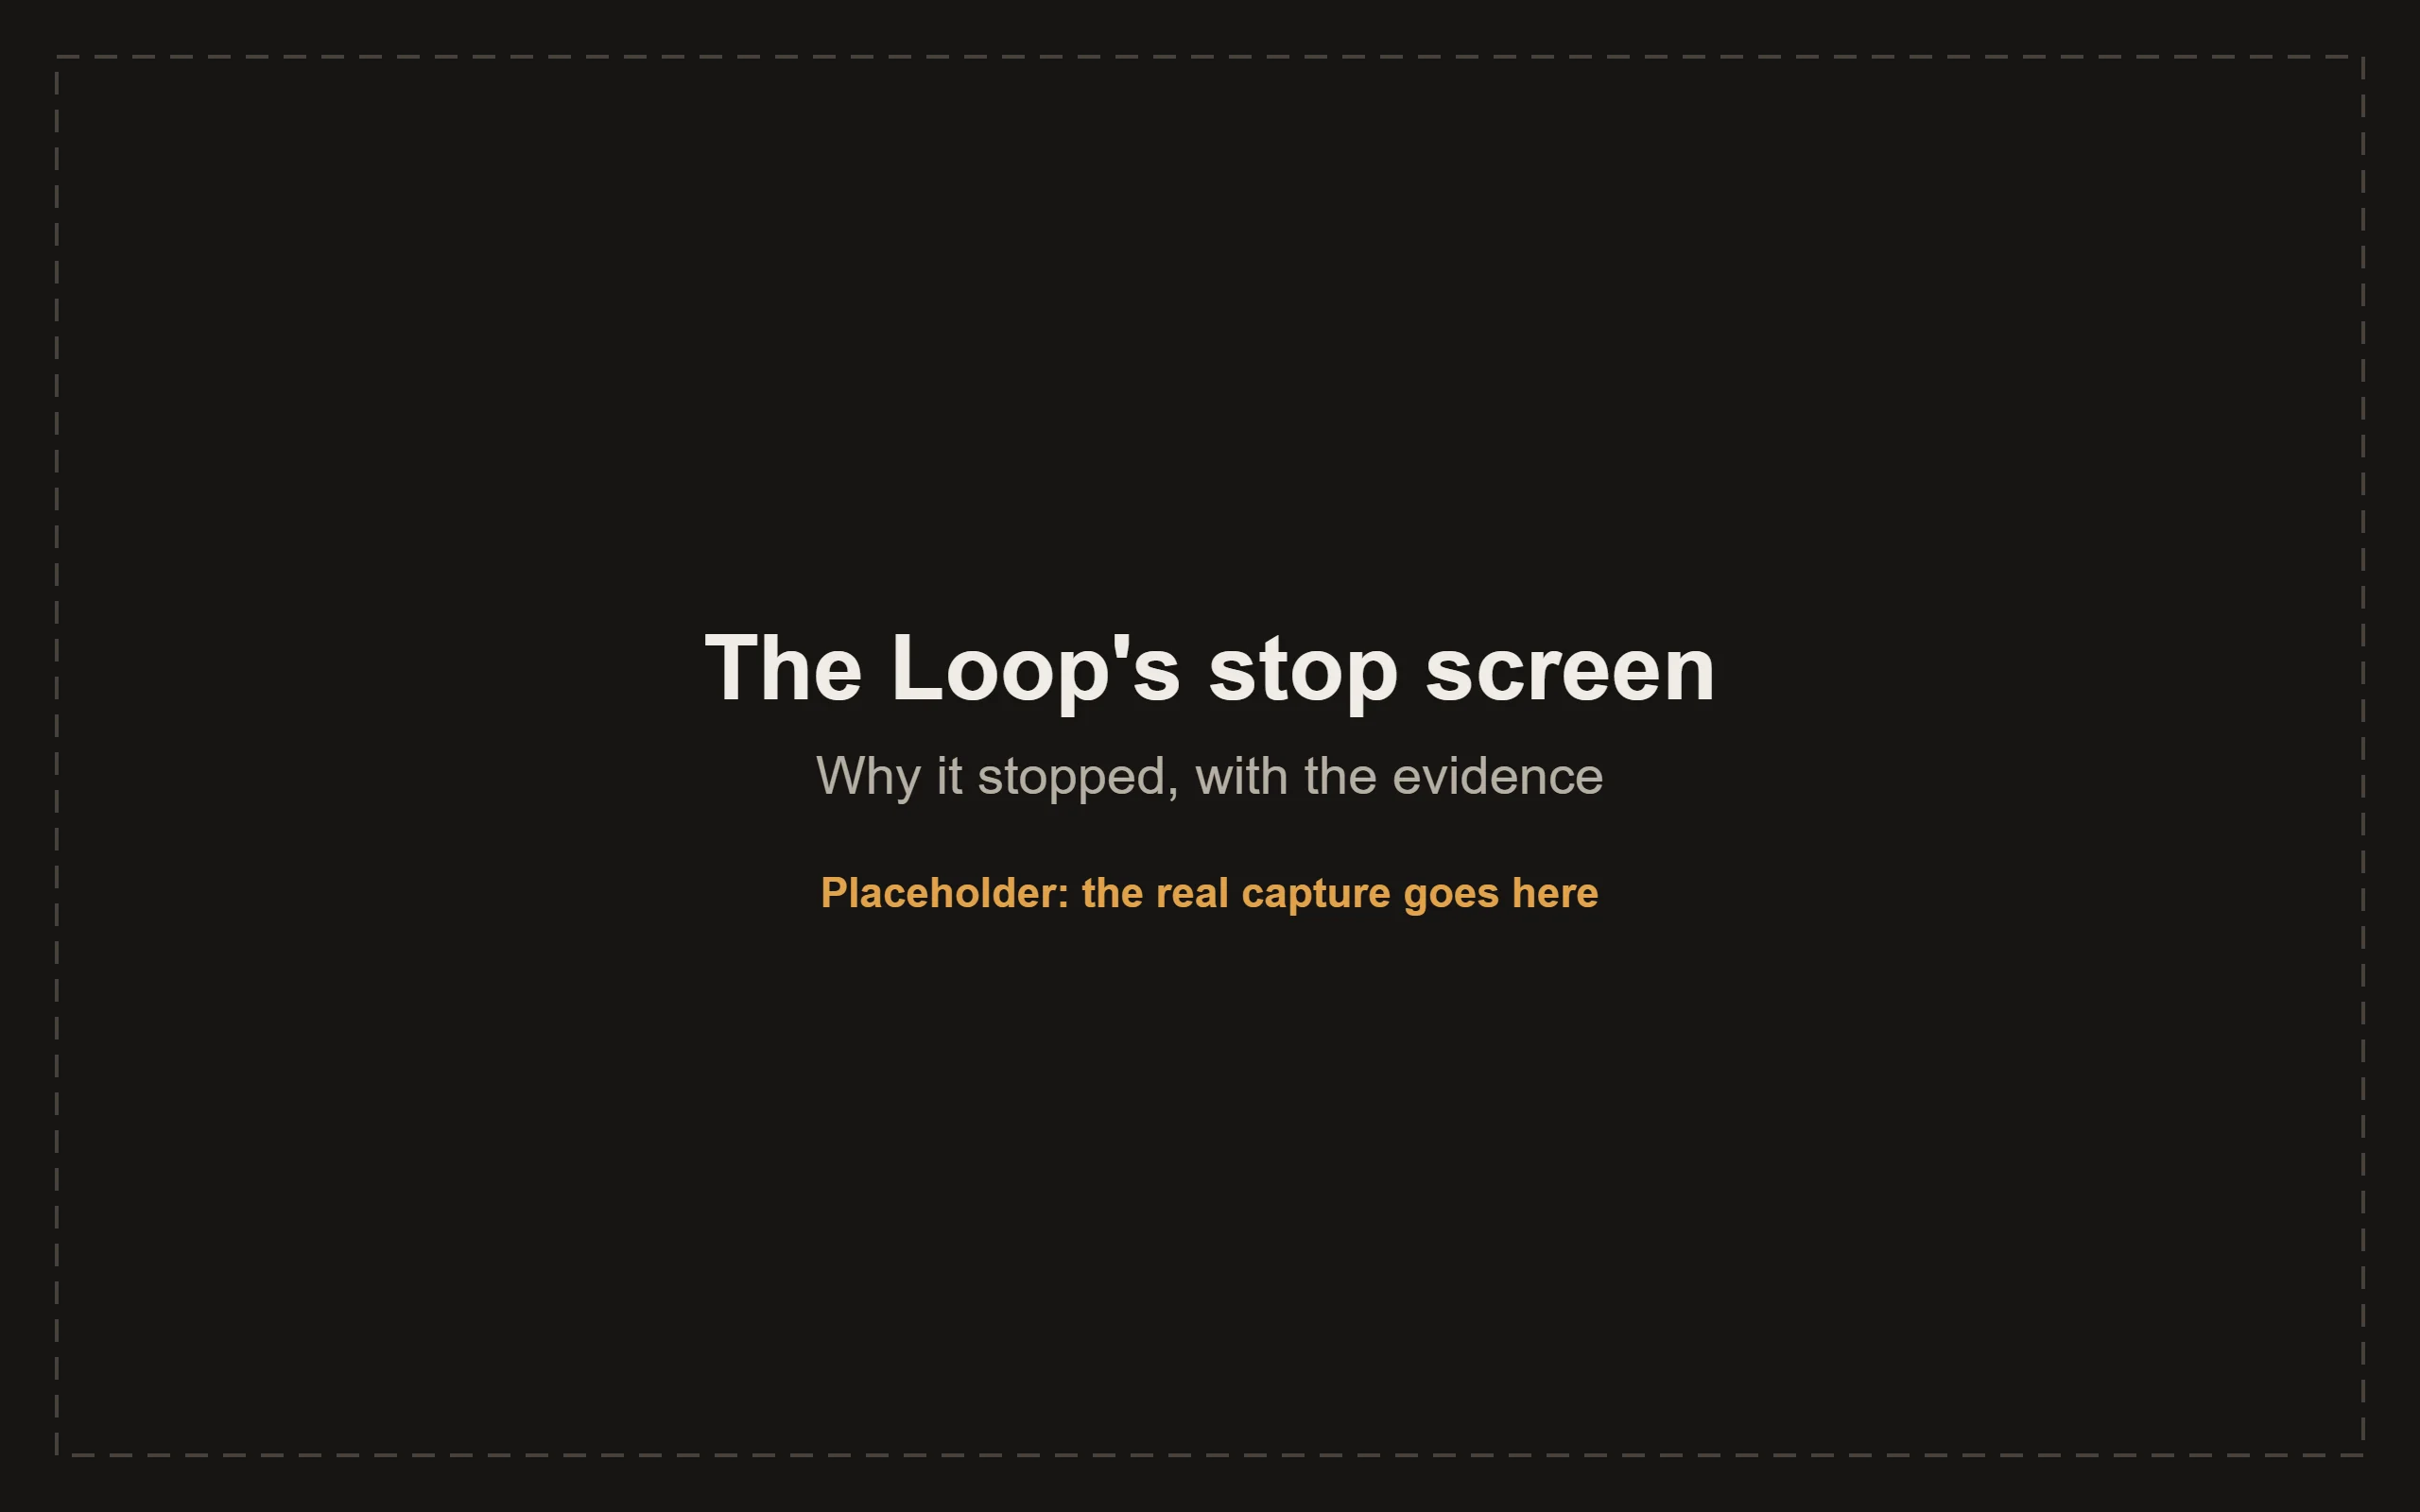 The Loop's stop screen
Why it stopped, with the evidence
Placeholder: the real capture goes here